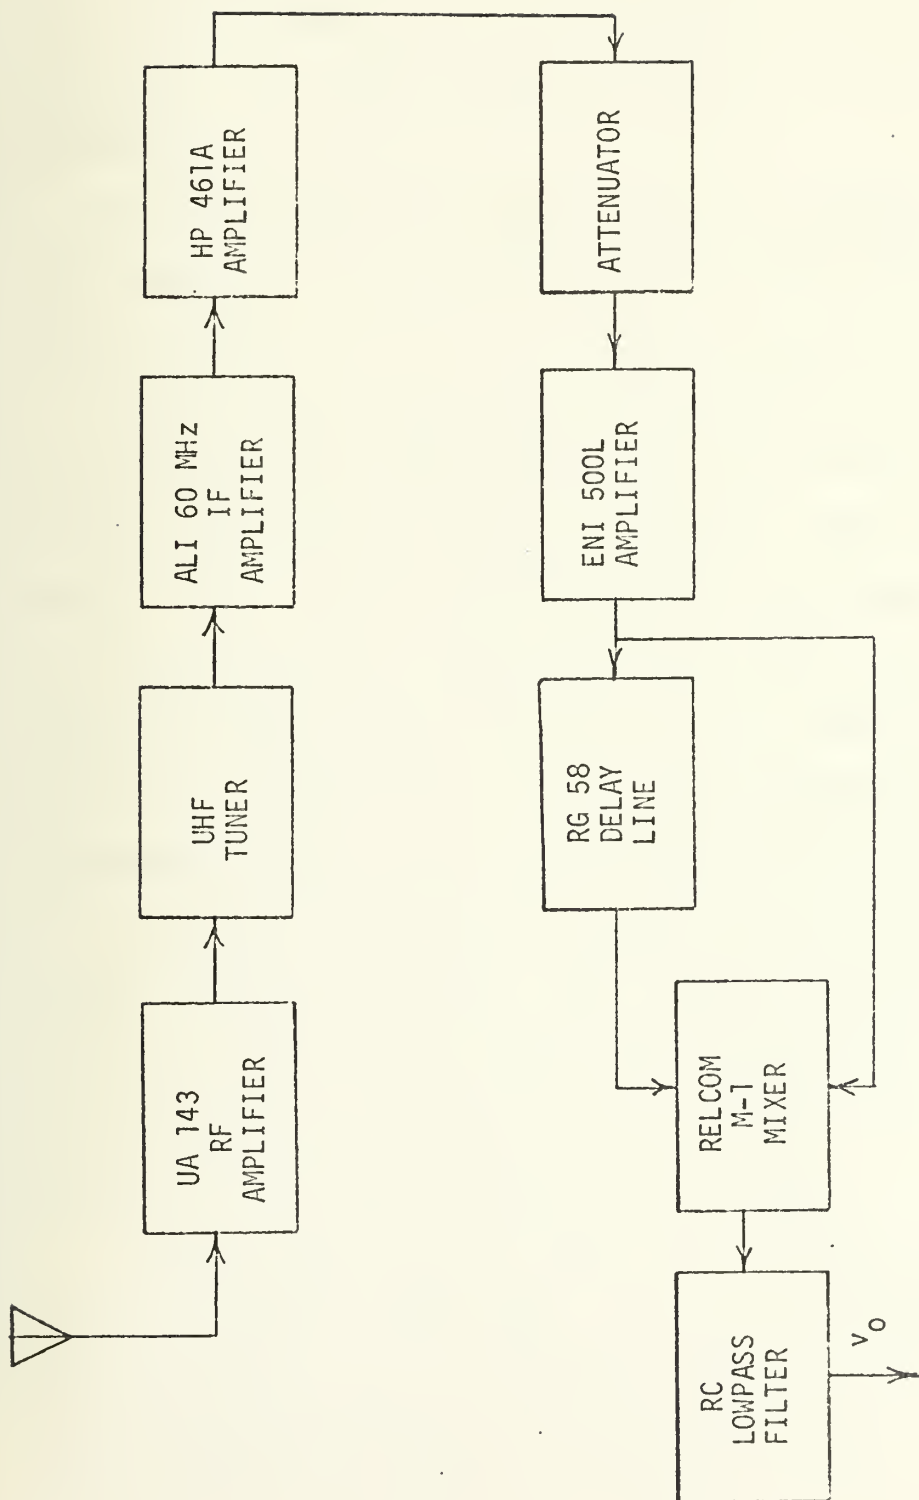 UA 143
RF
AMPLIFIER
UHF
TUNER
ALI 60 MHz
IF
AMPLIFIER
HP 461A
AMPLIFIER
ATTENUATOR
ENI 500L
AMPLIFIER
RG 58
DELAY
LINE
RELCOM
M-1
MIXER
RC
LOWPASS
FILTER
vo